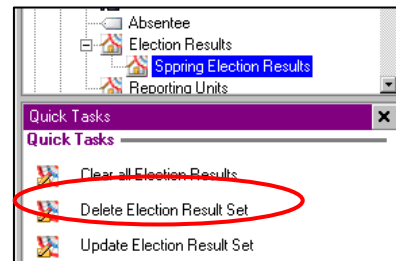 Absentee
Election Results
Sppring Election Results
Reporting Units
Quick Tasks
Quick Tasks
Clear all Election Results
Delete Election Result Set
Update Election Result Set